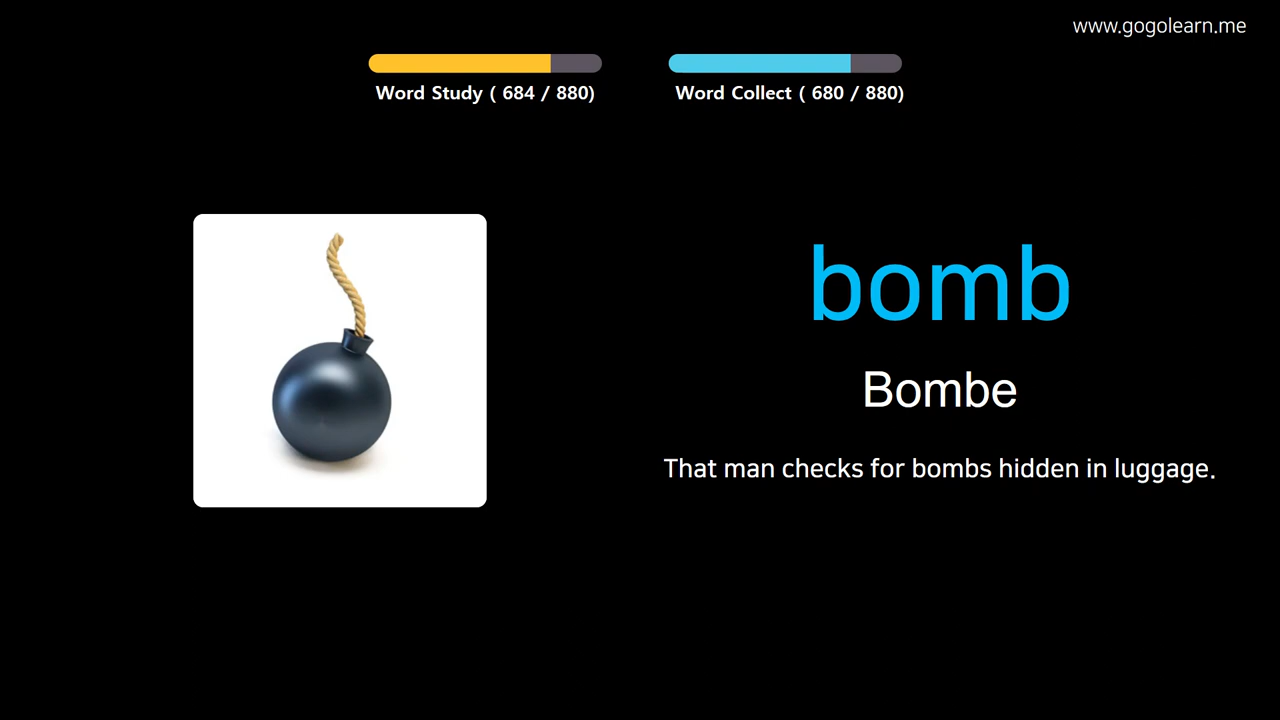 www.gogolearn.me
Word Study ( 684 / 880)
Word Collect ( 680 / 880)
bomb
Bombe
That man checks for bombs hidden in luggage.